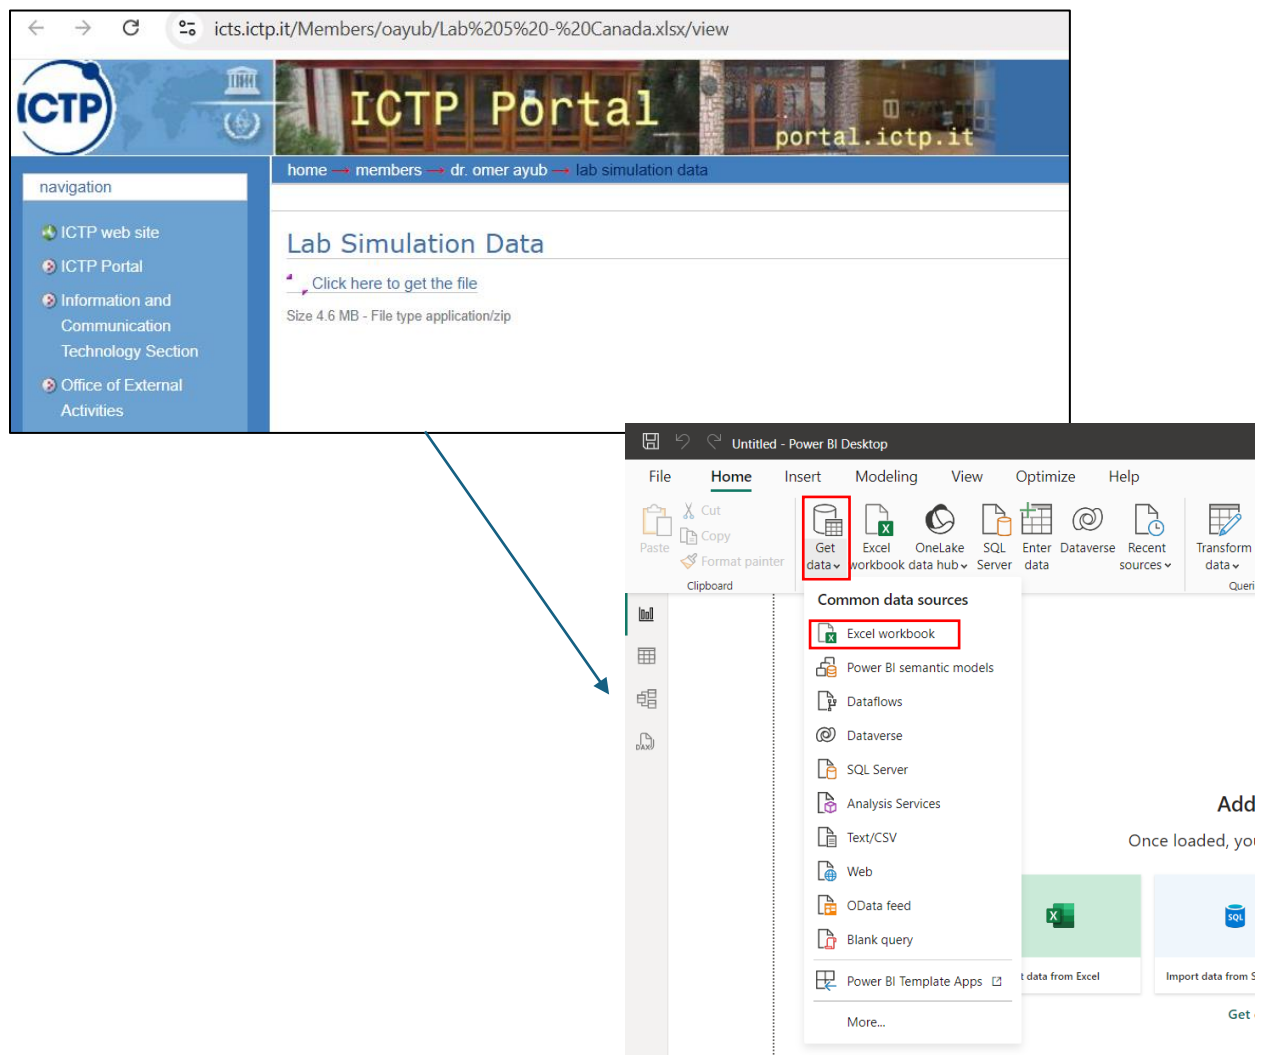 icts.ictp.it/Members/oayub/Lab%205%20-%20Canada.xlsx/view
ICTP
ICTP Portal
portal.ictp.it
home → members → dr. omer ayub → lab simulation data
navigation
ICTP web site
ICTP Portal
Information and
Communication
Technology Section
Office of External
Activities
Lab Simulation Data
Click here to get the file
Size 4.6 MB - File type application/zip
Untitled - Power BI Desktop
File Home Insert Modeling View Optimize Help
Paste
Cut
Copy
Format painter
Clipboard
Get
data
Excel
workbook
OneLake
data hub
SQL
Server
Enter
data
Dataverse
Recent
sources
Transform
data
Queri
Common data sources
Excel workbook
Power BI semantic models
Dataflows
Dataverse
SQL Server
Analysis Services
Text/CSV
Web
OData feed
Blank query
Power BI Template Apps
More...
DAX
Add
Once loaded, you
SQL
t data from Excel
Import data from S
Get